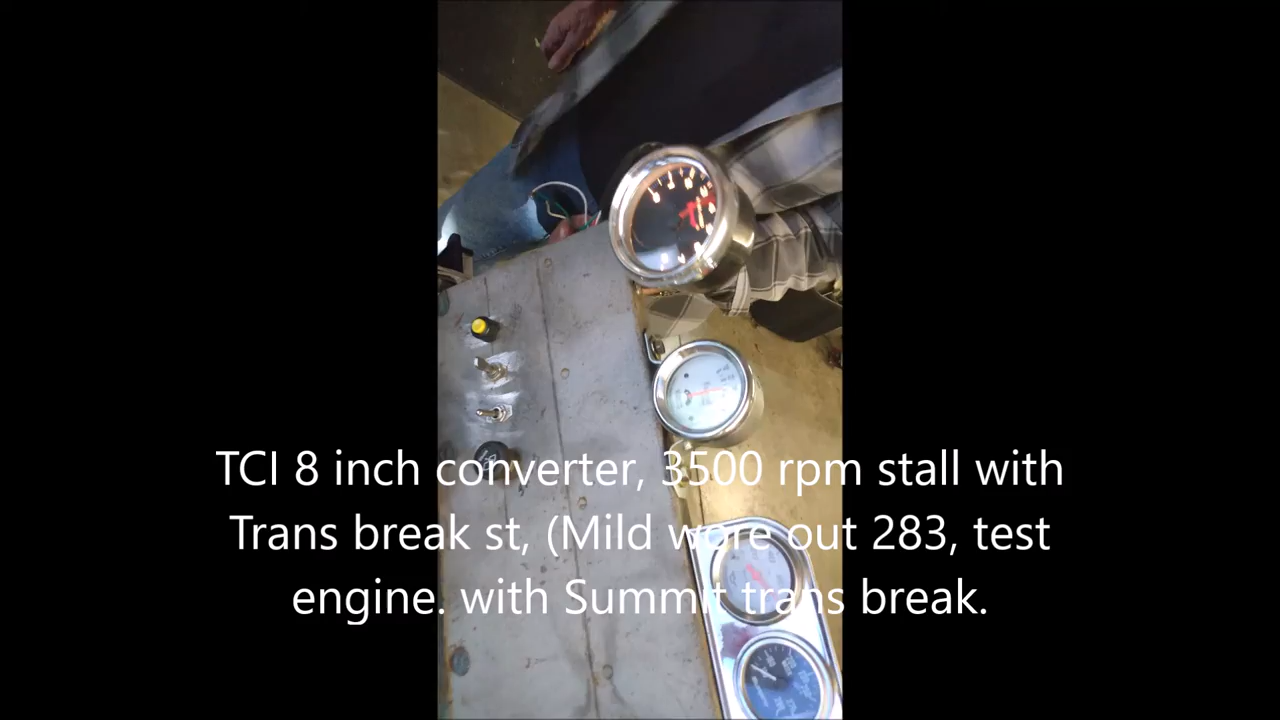 TCI 8 inch converter, 3500 rpm stall with
Trans break st, (Mild wore out 283, test
engine. with Summit trans break.